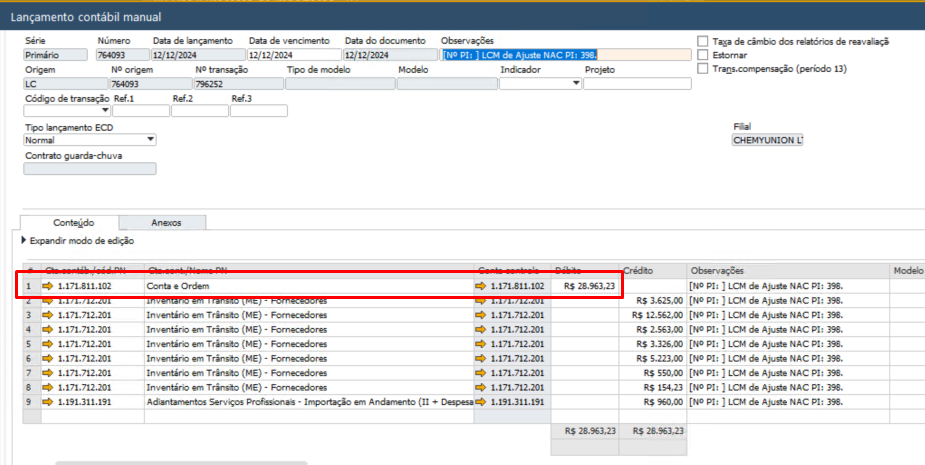 Lançamento contábil manual
Série Número Data de lançamento Data de vencimento Data do documento Observações
Primário 764093 12/12/2024 12/12/2024 12/12/2024 [Nº PI: ] LCM de Ajuste NAC PI: 398.
Taxa de câmbio dos relatórios de reavaliaçã
Estornar
Trans.compensação (período 13)
Origem Nº origem Nº transação Tipo de modelo Modelo Indicador Projeto
LC 764093 796252
Código de transação Ref.1 Ref.2 Ref.3
Tipo lançamento ECD
Normal
Filial
CHEMYUNION LT
Contrato guarda-chuva
Conteúdo Anexos
Expandir modo de edição
# Cta.contáb./cód.PN Cta.cont./Nome PN Conta controle Débito Crédito Observações Modelo
1 1.171.811.102 Conta e Ordem 1.171.811.102 R$ 28.963,23 [Nº PI: ] LCM de Ajuste NAC PI: 398.
2 1.171.712.201 Inventário em Trânsito (ME) - Fornecedores 1.171.712.201 R$ 3.625,00 [Nº PI: ] LCM de Ajuste NAC PI: 398.
3 1.171.712.201 Inventário em Trânsito (ME) - Fornecedores 1.171.712.201 R$ 12.562,00 [Nº PI: ] LCM de Ajuste NAC PI: 398.
4 1.171.712.201 Inventário em Trânsito (ME) - Fornecedores 1.171.712.201 R$ 2.563,00 [Nº PI: ] LCM de Ajuste NAC PI: 398.
5 1.171.712.201 Inventário em Trânsito (ME) - Fornecedores 1.171.712.201 R$ 3.326,00 [Nº PI: ] LCM de Ajuste NAC PI: 398.
6 1.171.712.201 Inventário em Trânsito (ME) - Fornecedores 1.171.712.201 R$ 5.223,00 [Nº PI: ] LCM de Ajuste NAC PI: 398.
7 1.171.712.201 Inventário em Trânsito (ME) - Fornecedores 1.171.712.201 R$ 550,00 [Nº PI: ] LCM de Ajuste NAC PI: 398.
8 1.171.712.201 Inventário em Trânsito (ME) - Fornecedores 1.171.712.201 R$ 154,23 [Nº PI: ] LCM de Ajuste NAC PI: 398.
9 1.191.311.191 Adiantamentos Serviços Profissionais - Importação em Andamento (II + Despesa 1.191.311.191 R$ 960,00 [Nº PI: ] LCM de Ajuste NAC PI: 398.
R$ 28.963,23 R$ 28.963,23